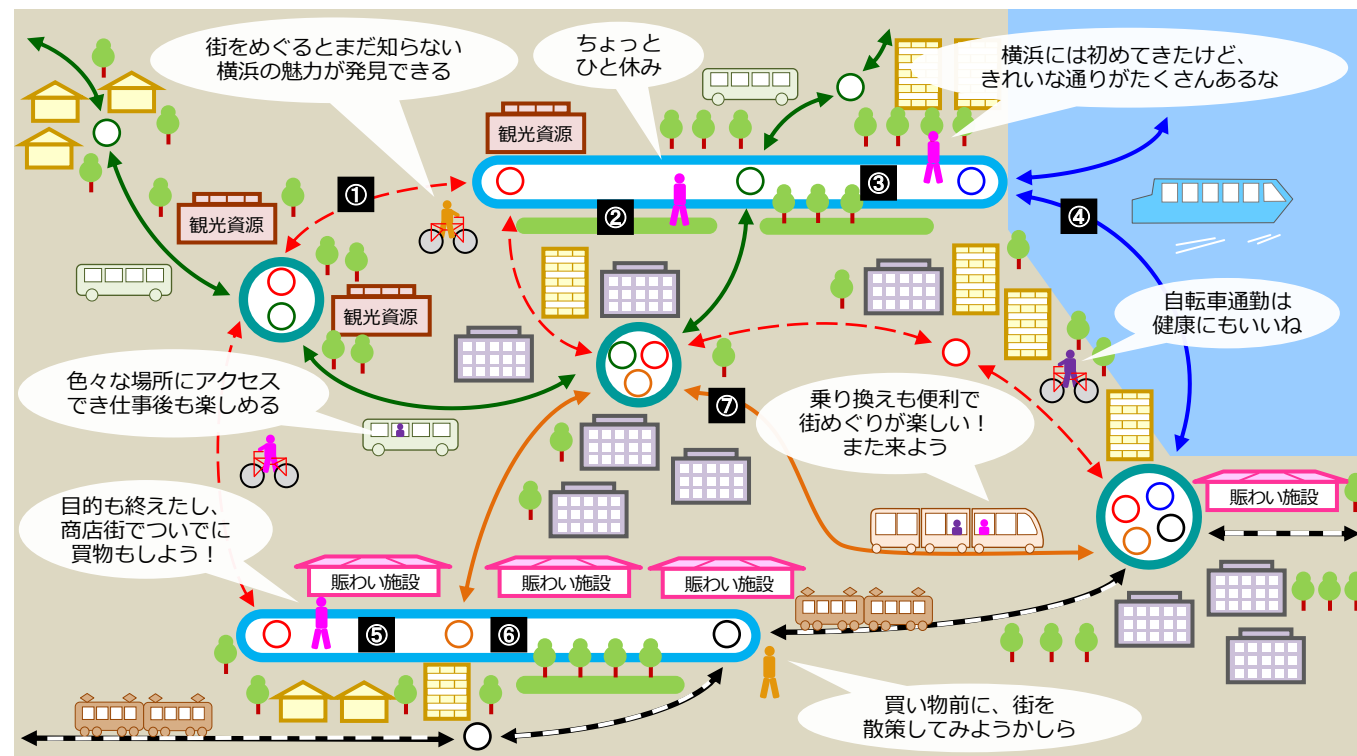 街をめぐるとまだ知らない
横浜の魅力が発見できる
ちょっと
ひと休み
横浜には初めてきたけど、
きれいな通りがたくさんあるな
観光資源
①
③
観光資源
②
④
観光資源
自転車通勤は
健康にもいいね
色々な場所にアクセス
でき仕事後も楽しめる
⑦
乗り換えも便利で
街めぐりが楽しい！
また来よう
賑わい施設
目的も終えたし、
商店街でついでに
買物もしよう！
賑わい施設
賑わい施設
賑わい施設
⑤
⑥
買い物前に、街を
散策してみようかしら